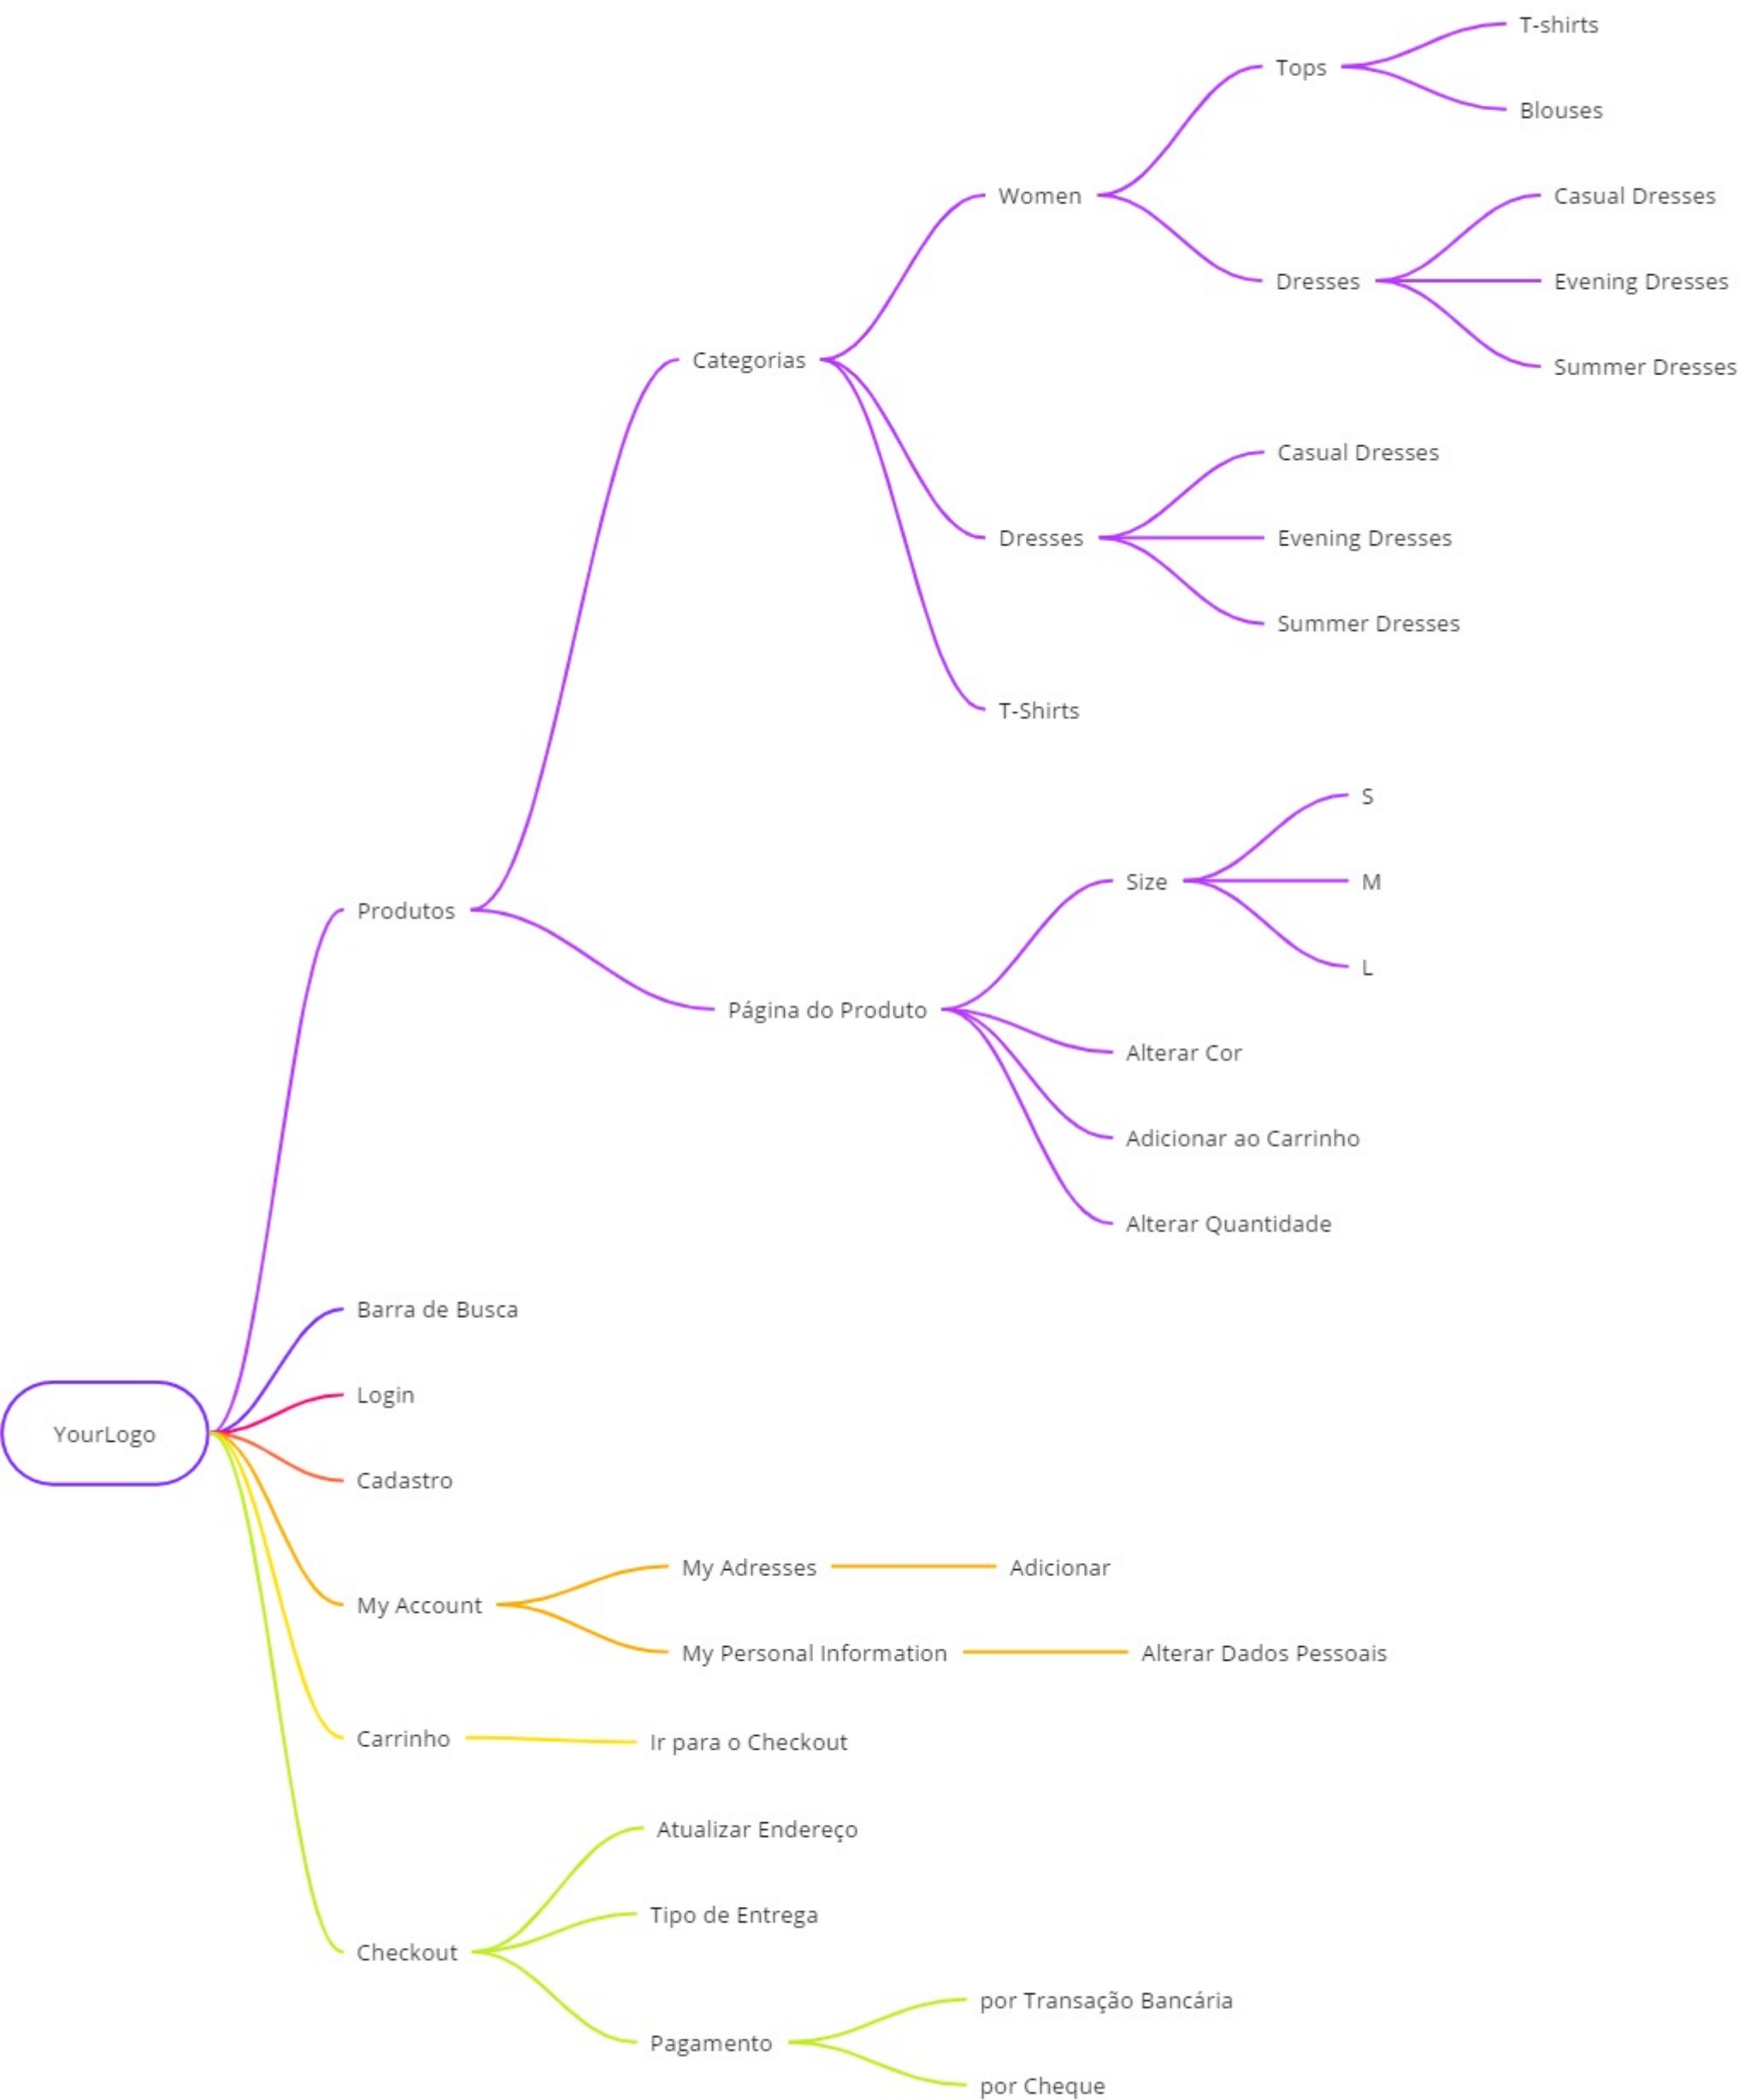 T-shirts
Tops
Blouses
Women
Casual Dresses
Dresses
Evening Dresses
Summer Dresses
Categorias
Casual Dresses
Dresses
Evening Dresses
Summer Dresses
T-Shirts
S
Size
M
L
Produtos
Página do Produto
Alterar Cor
Adicionar ao Carrinho
Alterar Quantidade
Barra de Busca
Login
YourLogo
Cadastro
My Adresses
Adicionar
My Account
My Personal Information
Alterar Dados Pessoais
Carrinho
Ir para o Checkout
Atualizar Endereço
Tipo de Entrega
Checkout
por Transação Bancária
Pagamento
por Cheque